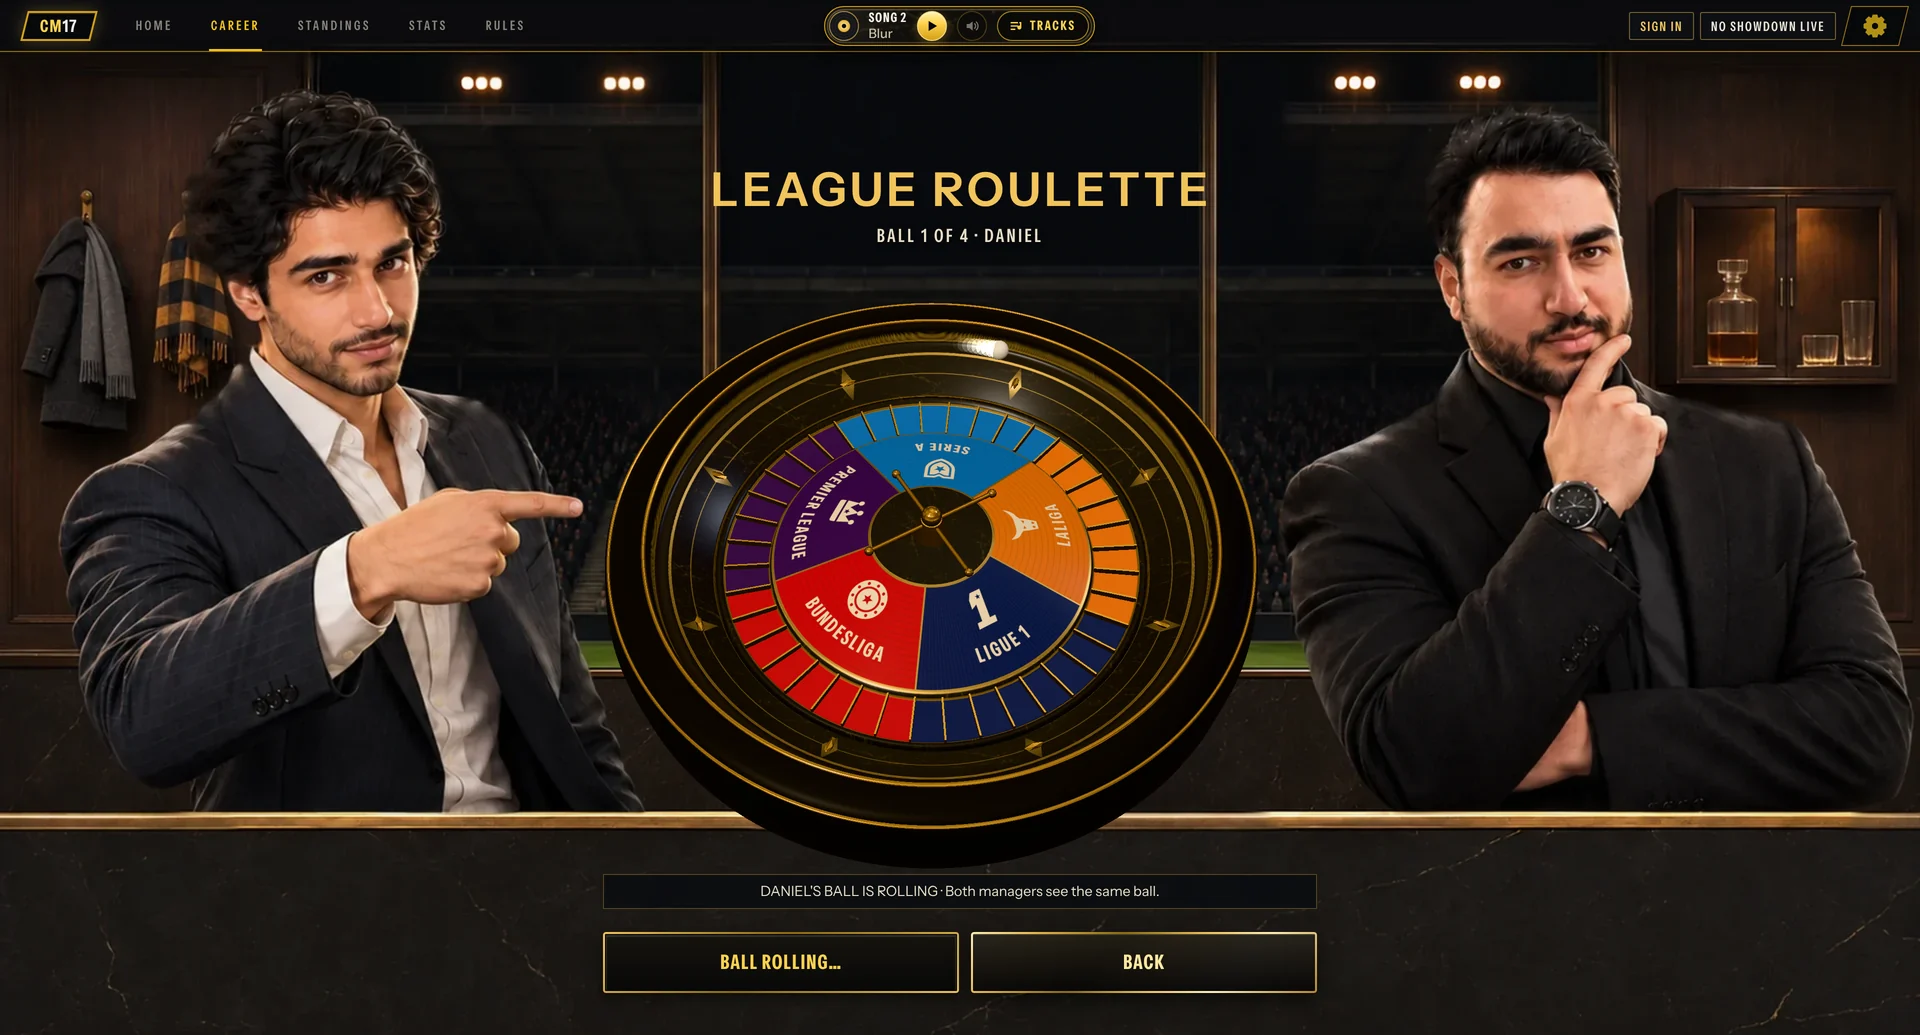 CM17
HOME
CAREER
STANDINGS
STATS
RULES
SONG 2
Blur
TRACKS
SIGN IN
NO SHOWDOWN LIVE
LEAGUE ROULETTE
BALL 1 OF 4 · DANIEL
SERIE A
PREMIER LEAGUE
LALIGA
BUNDESLIGA
1
LIGUE 1
DANIEL'S BALL IS ROLLING · Both managers see the same ball.
BALL ROLLING...
BACK